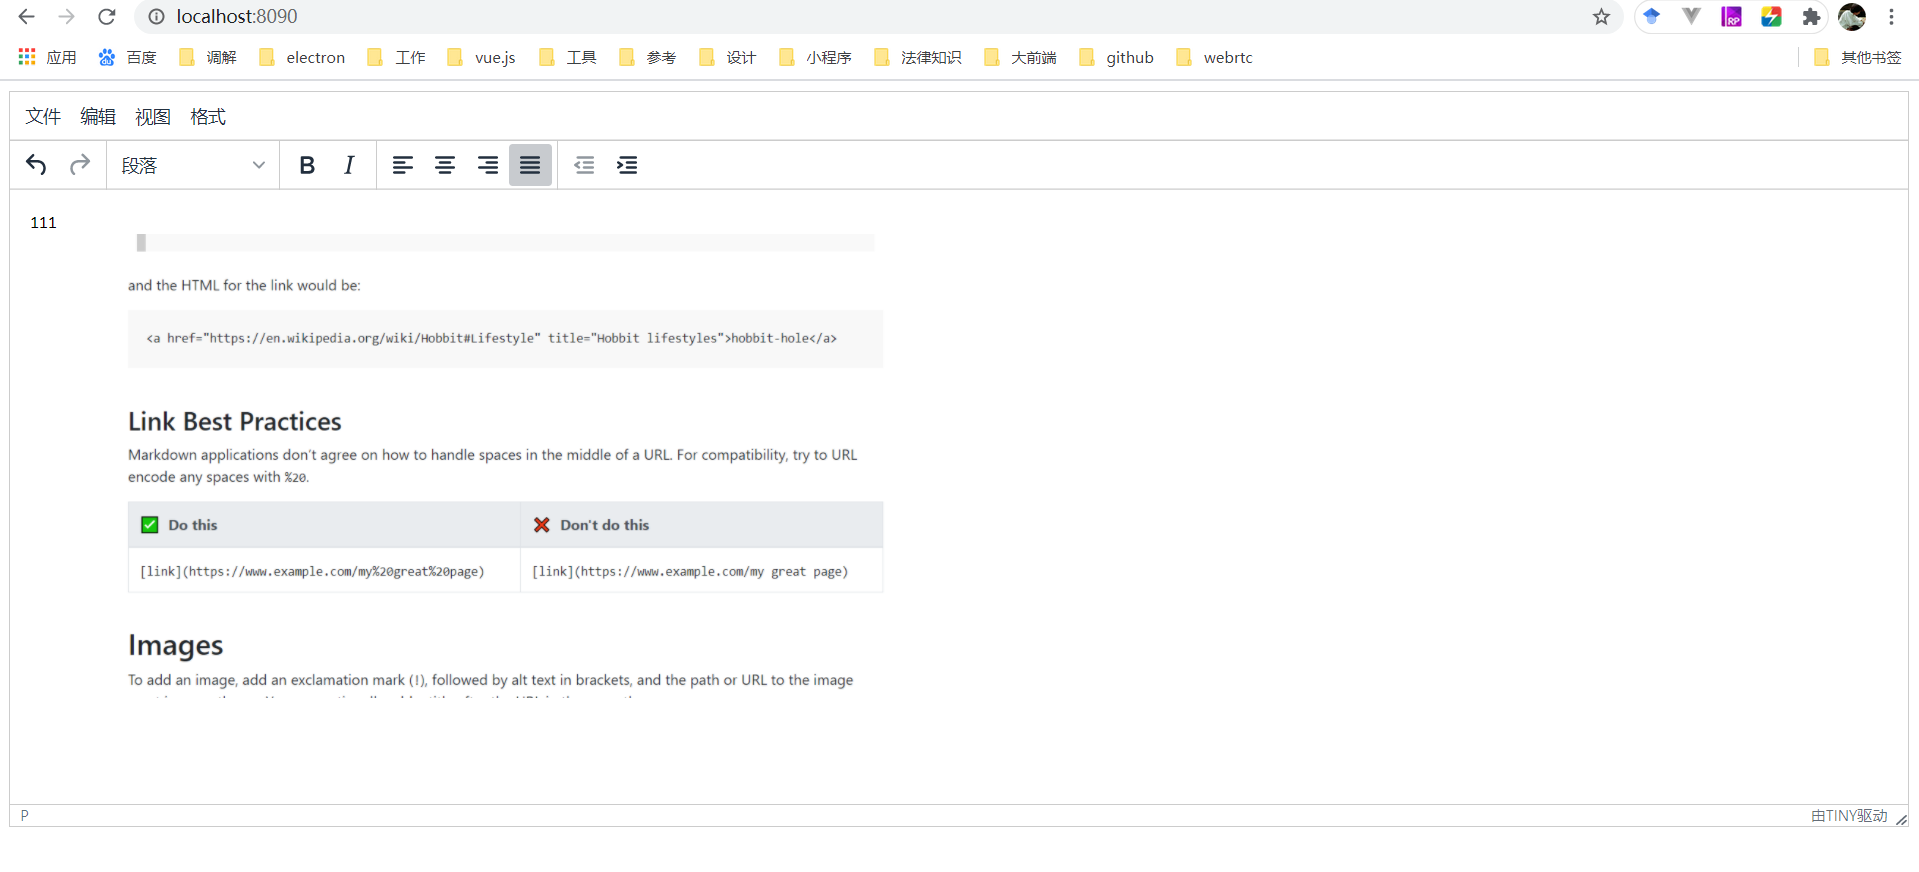 localhost:8090
应用 百度 调解 electron 工作 vue.js 工具 参考 设计 小程序 法律知识 大前端 github webrtc 其他书签
文件 编辑 视图 格式
段落 B I
111
and the HTML for the link would be:
<a href="https://en.wikipedia.org/wiki/Hobbit#Lifestyle" title="Hobbit lifestyles">hobbit-hole</a>
Link Best Practices
Markdown applications don't agree on how to handle spaces in the middle of a URL. For compatibility, try to URL
encode any spaces with %20.
Do this Don't do this
[link](https://www.example.com/my%20great%20page) [link](https://www.example.com/my great page)
Images
To add an image, add an exclamation mark (!), followed by alt text in brackets, and the path or URL to the image
P 由TINY驱动